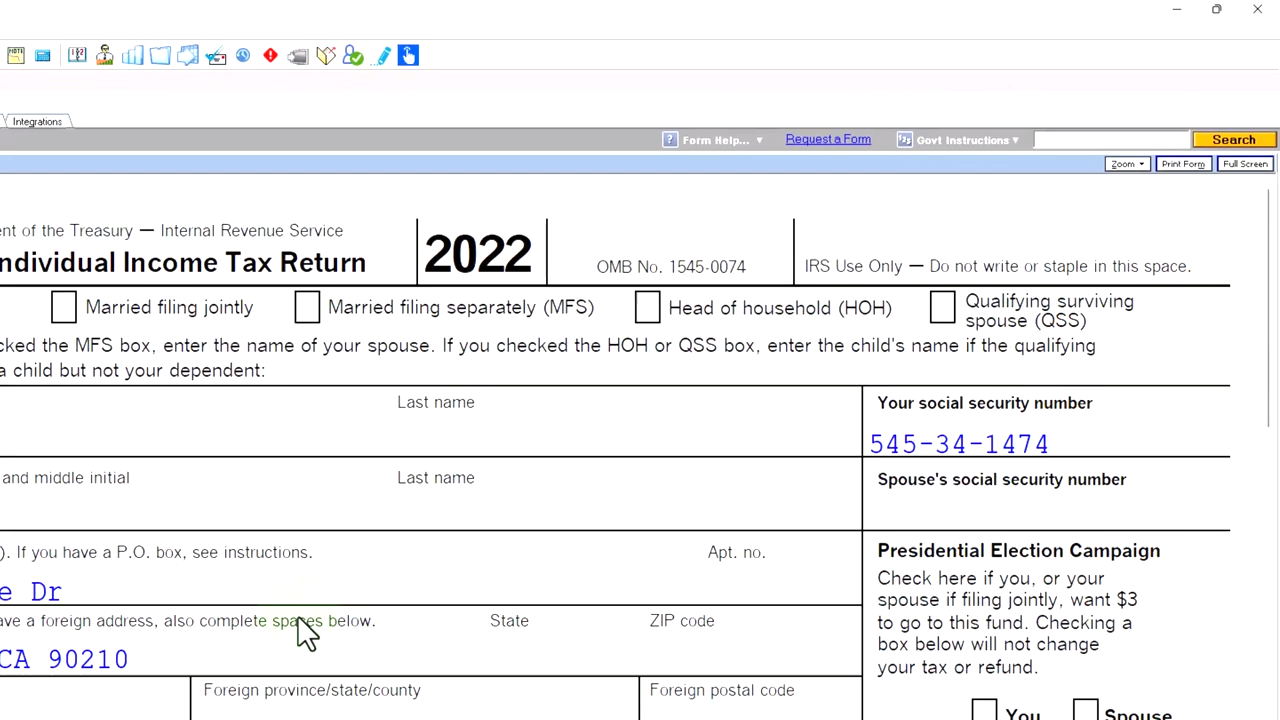 Integrations
Form Help...
Request a Form
Govt Instructions
Search
Zoom
Print Form
Full Screen
ent of the Treasury — Internal Revenue Service
ndividual Income Tax Return
2022
OMB No. 1545-0074
IRS Use Only — Do not write or staple in this space.
Married filing jointly
Married filing separately (MFS)
Head of household (HOH)
Qualifying surviving
spouse (QSS)
cked the MFS box, enter the name of your spouse. If you checked the HOH or QSS box, enter the child's name if the qualifying
a child but not your dependent:
Last name
Your social security number
545-34-1474
and middle initial
Last name
Spouse's social security number
). If you have a P.O. box, see instructions.
Apt. no.
e Dr
Presidential Election Campaign
Check here if you, or your
spouse if filing jointly, want $3
to go to this fund. Checking a
box below will not change
your tax or refund.
ave a foreign address, also complete spaces below.
State
ZIP code
CA 90210
Foreign province/state/county
Foreign postal code
You
Spouse